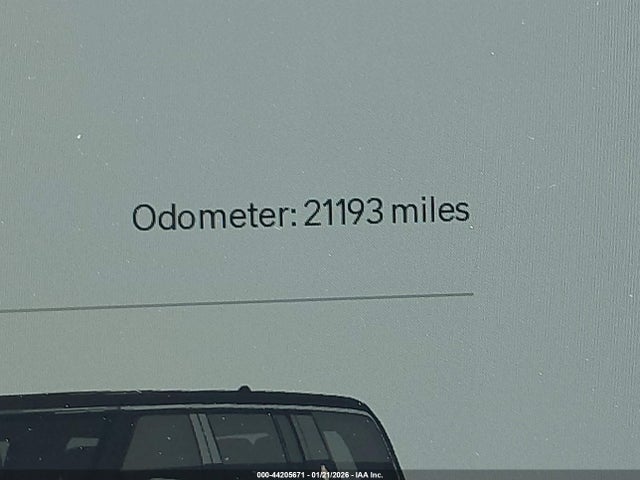 Odometer: 21193 miles
000-44205671 - 01/21/2026 - IAA Inc.